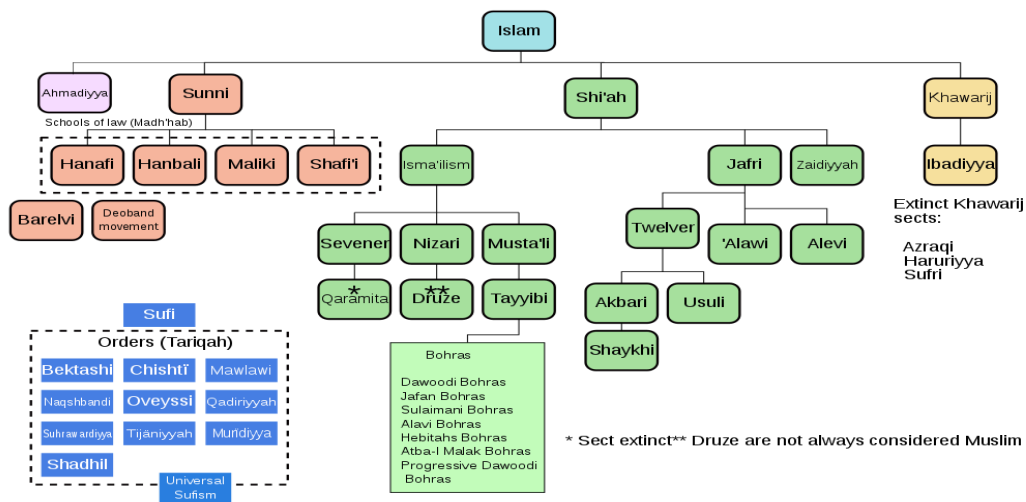 Islam
Ahmadiyya
Sunni
Shi'ah
Khawarij
Schools of law (Madh'hab)
Hanafi
Hanbali
Maliki
Shafi'i
Isma'ilism
Jafri
Zaidiyyah
Ibadiyya
Barelvi
Deoband
movement
Extinct Khawarij
sects:
Azraqi
Haruriyya
Sufri
Sevener
Nizari
Musta'li
Twelver
'Alawi
Alevi
*
Qaramita
**
Druze
Tayyibi
Akbari
Usuli
Shaykhi
Sufi
Orders (Tariqah)
Bektashi
Chishtï
Mawlawi
Naqshbandi
Oveyssi
Qadiriyyah
Suhrawardiyya
Tijāniyyah
Murīdiyya
Shadhil
Universal
Sufism
Bohras
Dawoodi Bohras
Jafan Bohras
Sulaimani Bohras
Alavi Bohras
Hebitahs Bohras
Atba-I Malak Bohras
Progressive Dawoodi
Bohras
* Sect extinct** Druze are not always considered Muslim